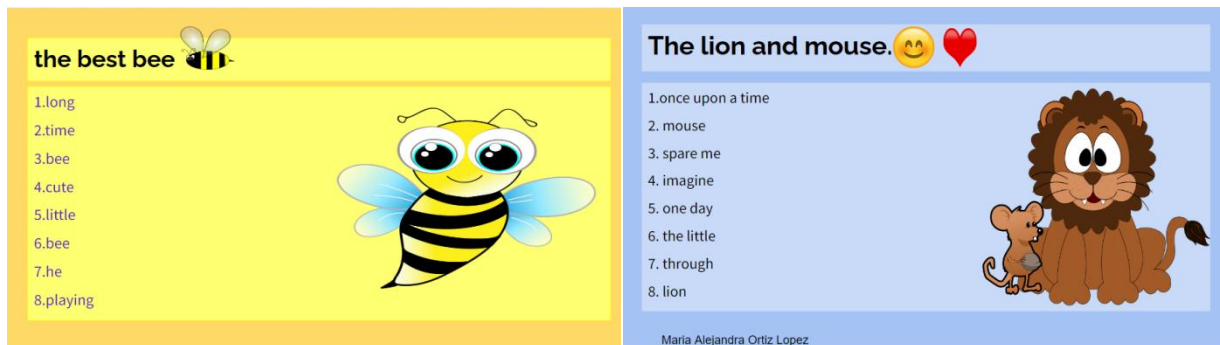 the best bee
1.long
2.time
3.bee
4.cute
5.little
6.bee
7.he
8.playing
The lion and mouse.
1.once upon a time
2. mouse
3. spare me
4. imagine
5. one day
6. the little
7. through
8. lion
Maria Alejandra Ortiz Lopez